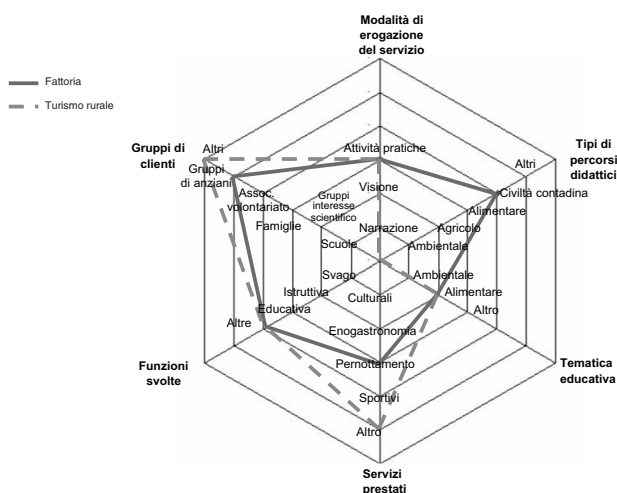 Modalità di
erogazione
del servizio
Fattoria
Turismo rurale
Gruppi di
clienti
Altri
Gruppi
di anziani
Assoc.
volontariato
Famiglie
Gruppi
interesse
scientifico
Scuole
Attività pratiche
Visione
Narrazione
Tipi di
percorsi
didattici
Altri
Civiltà contadina
Alimentare
Agricolo
Ambientale
Svago
Istruttiva
Educativa
Altre
Funzioni
svolte
Culturali
Enogastronomia
Pernottamento
Sportivi
Altro
Servizi
prestati
Ambientale
Alimentare
Altro
Tematica
educativa